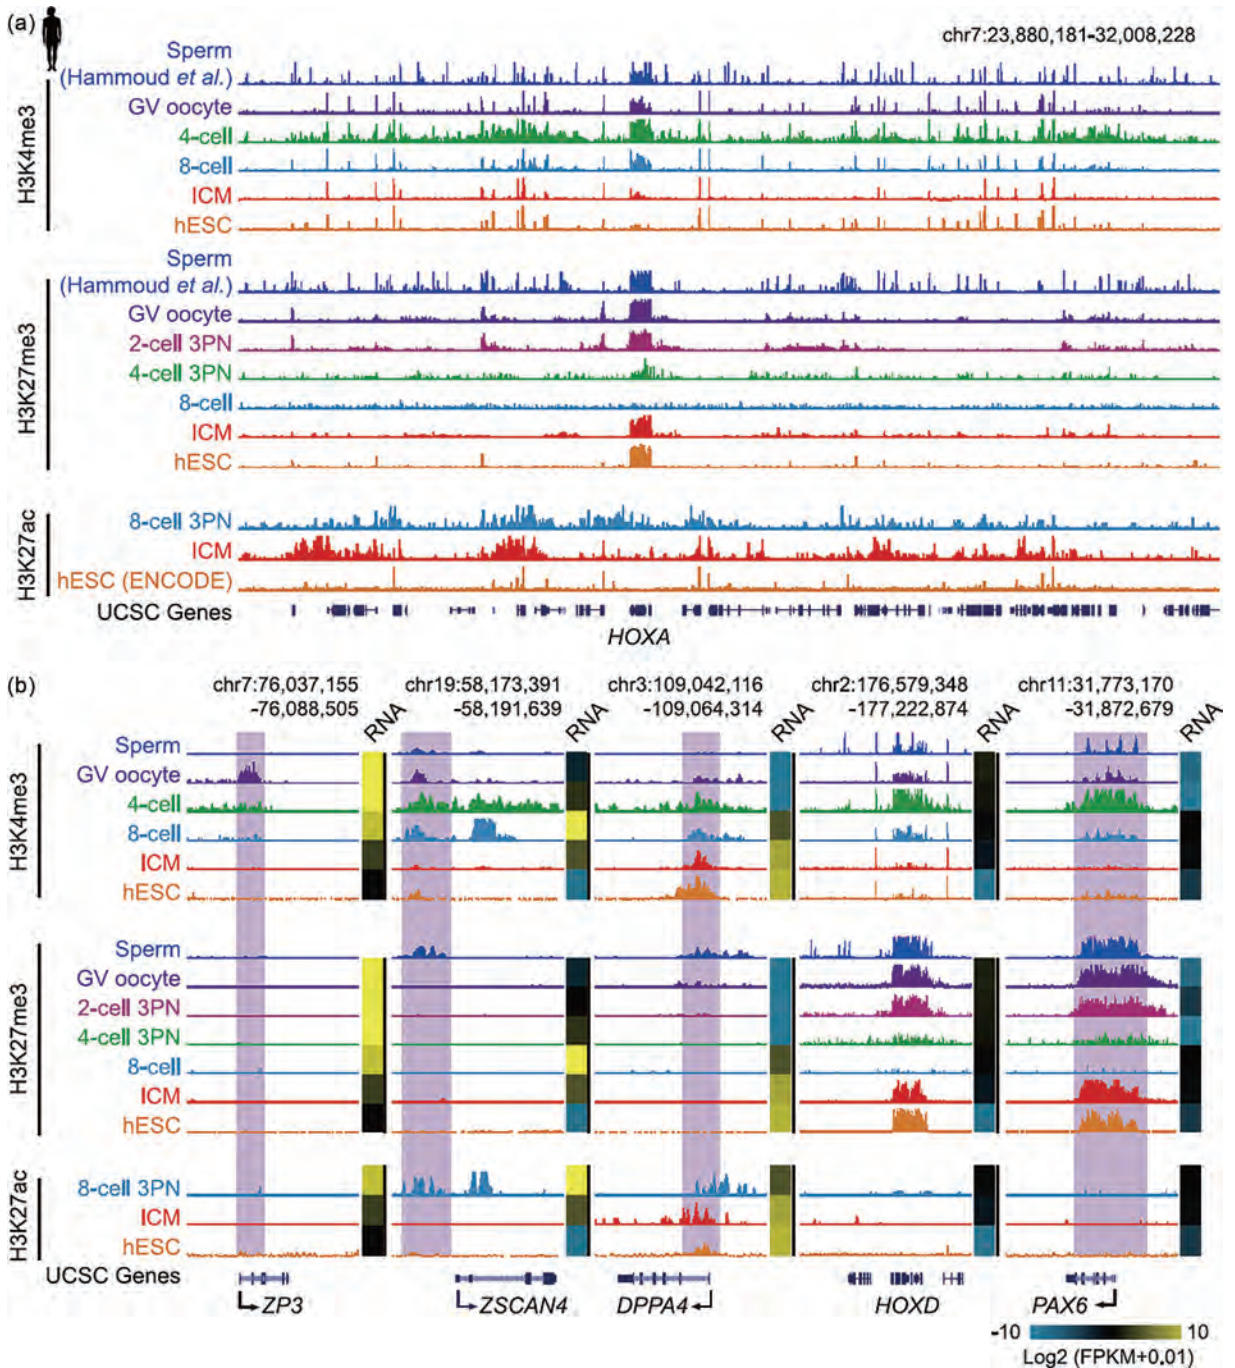 (a)
chr7:23,880,181-32,008,228
H3K4me3
Sperm
(Hammoud et al.)
GV oocyte
4-cell
8-cell
ICM
hESC
H3K27me3
Sperm
(Hammoud et al.)
GV oocyte
2-cell 3PN
4-cell 3PN
8-cell
ICM
hESC
H3K27ac
8-cell 3PN
ICM
hESC (ENCODE)
UCSC Genes
HOXA
(b)
chr7:76,037,155
-76,088,505
RNA
chr19:58,173,391
-58,191,639
RNA
chr3:109,042,116
-109,064,314
RNA
chr2:176,579,348
-177,222,874
RNA
chr11:31,773,170
-31,872,679
RNA
H3K4me3
Sperm
GV oocyte
4-cell
8-cell
ICM
hESC
H3K27me3
Sperm
GV oocyte
2-cell 3PN
4-cell 3PN
8-cell
ICM
hESC
H3K27ac
8-cell 3PN
ICM
hESC
UCSC Genes
ZP3
ZSCAN4
DPPA4
HOXD
PAX6
-10
10
Log2 (FPKM+0.01)